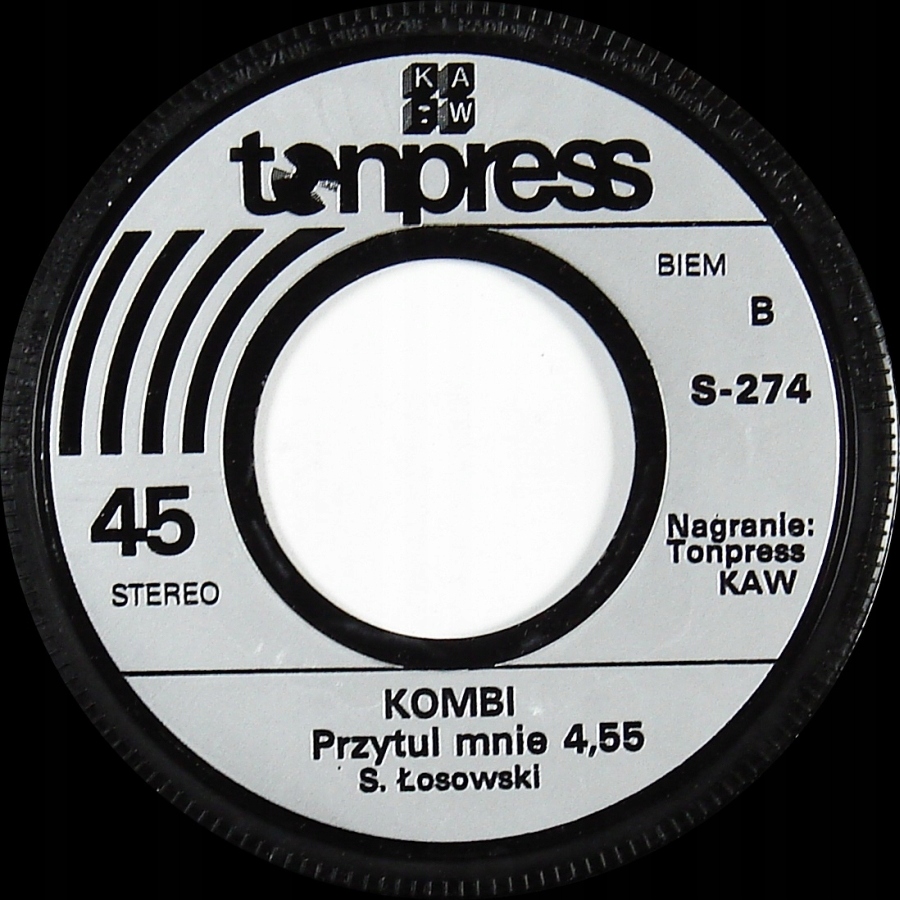 K A
W
tonpress
BIEM
B
S-274
45
STEREO
Nagranie:
Tonpress
KAW
KOMBI
Przytul mnie 4,55
S. Łosowski